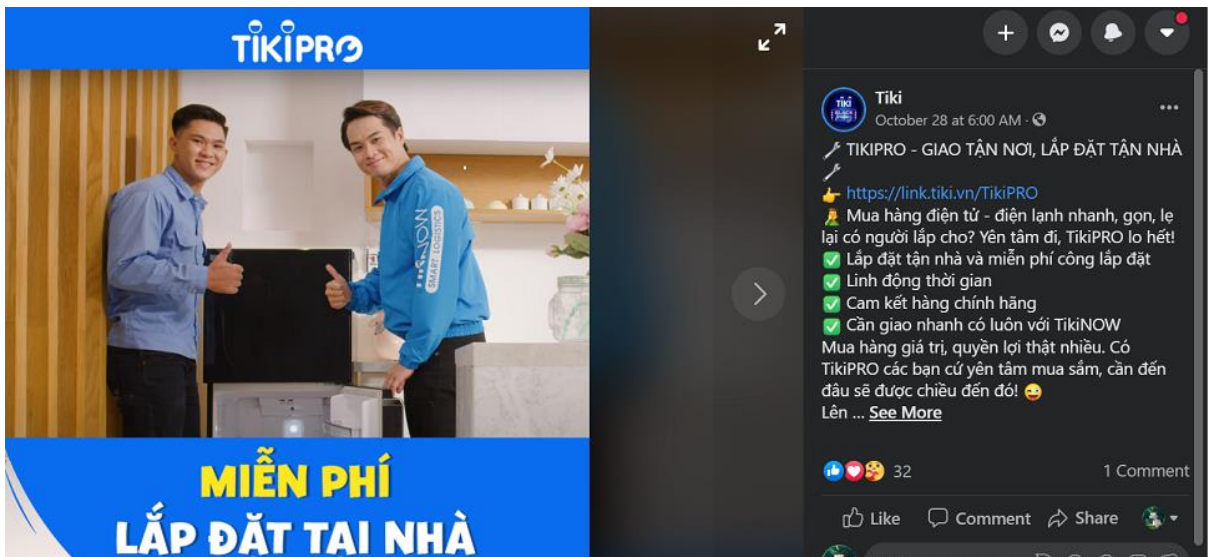 TIKIPRO
TIKINOW
SMART LOGISTICS
MIỄN PHÍ
LẮP ĐẶT TẠI NHÀ
Tiki
October 28 at 6:00 AM ·
TIKIPRO - GIAO TẬN NƠI, LẮP ĐẶT TẬN NHÀ
https://link.tiki.vn/TikiPRO
Mua hàng điện tử - điện lạnh nhanh, gọn, lẹ
lại có người lắp cho? Yên tâm đi, TikiPRO lo hết!
✅ Lắp đặt tận nhà và miễn phí công lắp đặt
✅ Linh động thời gian
✅ Cam kết hàng chính hãng
✅ Cần giao nhanh có luôn với TikiNOW
Mua hàng giá trị, quyền lợi thật nhiều. Có
TikiPRO các bạn cứ yên tâm mua sắm, cần đến
đâu sẽ được chiều đến đó! 😜
Lên ... See More
32
1 Comment
Like Comment Share